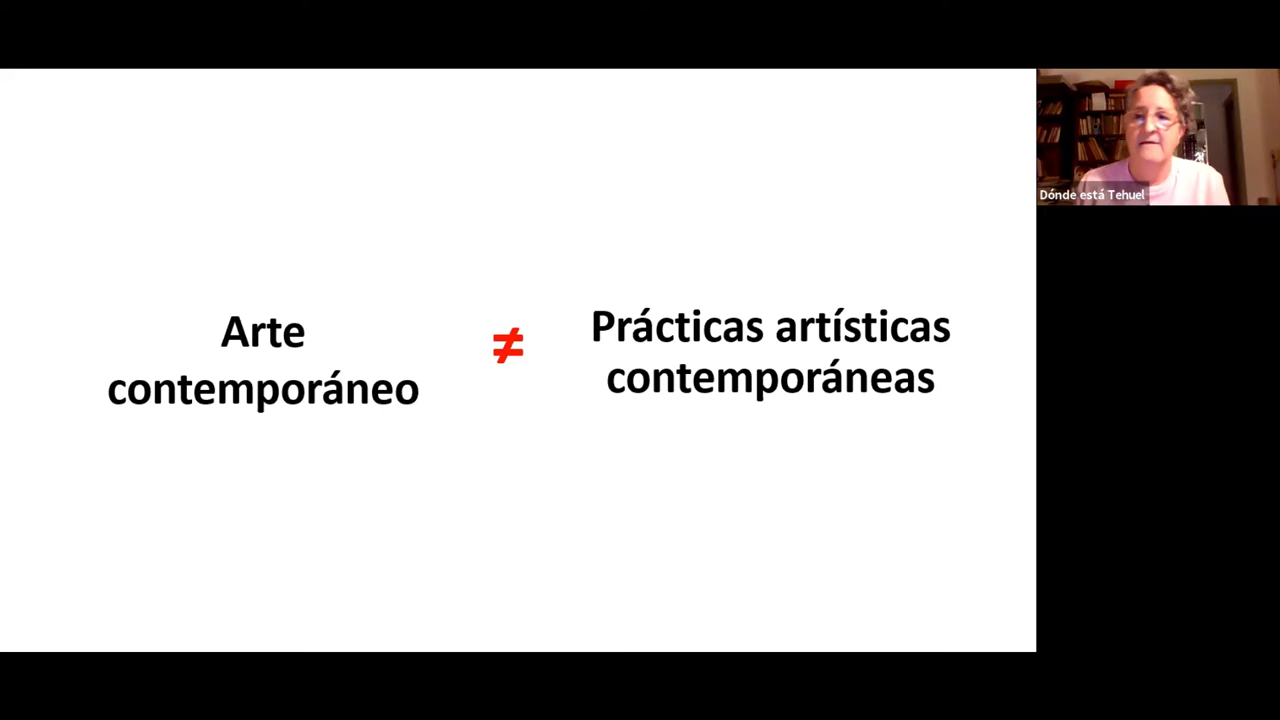 Arte
contemporáneo
≠
Prácticas artísticas
contemporáneas
Dónde está Tehuel